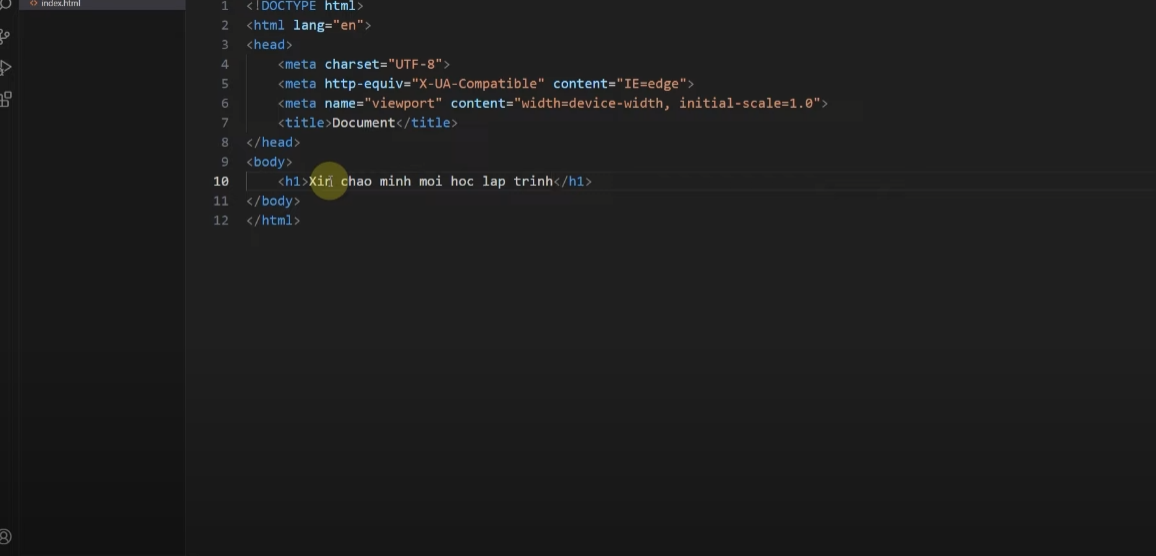 index.html
1 <!DOCTYPE html>
2 <html lang="en">
3 <head>
4 <meta charset="UTF-8">
5 <meta http-equiv="X-UA-Compatible" content="IE=edge">
6 <meta name="viewport" content="width=device-width, initial-scale=1.0">
7 <title>Document</title>
8 </head>
9 <body>
10 <h1>Xin chao minh moi hoc lap trinh</h1>
11 </body>
12 </html>